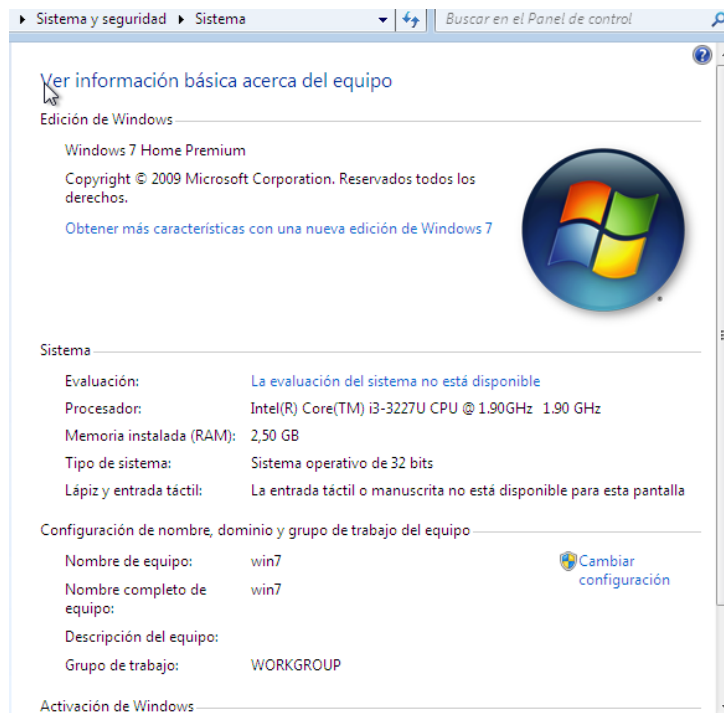 Sistema y seguridad Sistema Buscar en el Panel de control
Ver información básica acerca del equipo
Edición de Windows
Windows 7 Home Premium
Copyright © 2009 Microsoft Corporation. Reservados todos los
derechos.
Obtener más características con una nueva edición de Windows 7
Sistema
Evaluación: La evaluación del sistema no está disponible
Procesador: Intel(R) Core(TM) i3-3227U CPU @ 1.90GHz 1.90 GHz
Memoria instalada (RAM): 2,50 GB
Tipo de sistema: Sistema operativo de 32 bits
Lápiz y entrada táctil: La entrada táctil o manuscrita no está disponible para esta pantalla
Configuración de nombre, dominio y grupo de trabajo del equipo
Nombre de equipo: win7 Cambiar
configuración
Nombre completo de win7
equipo:
Descripción del equipo:
Grupo de trabajo: WORKGROUP
Activación de Windows